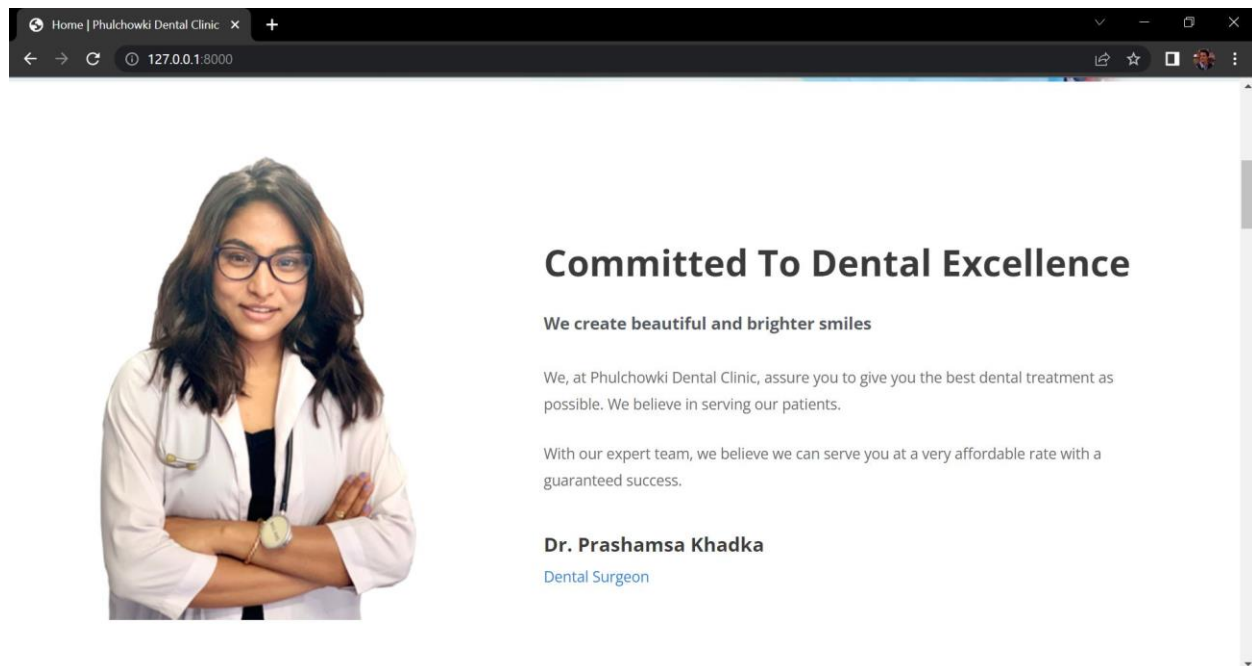 Home | Phulchowki Dental Clinic
127.0.0.1:8000
Committed To Dental Excellence
We create beautiful and brighter smiles
We, at Phulchowki Dental Clinic, assure you to give you the best dental treatment as
possible. We believe in serving our patients.
With our expert team, we believe we can serve you at a very affordable rate with a
guaranteed success.
Dr. Prashamsa Khadka
Dental Surgeon